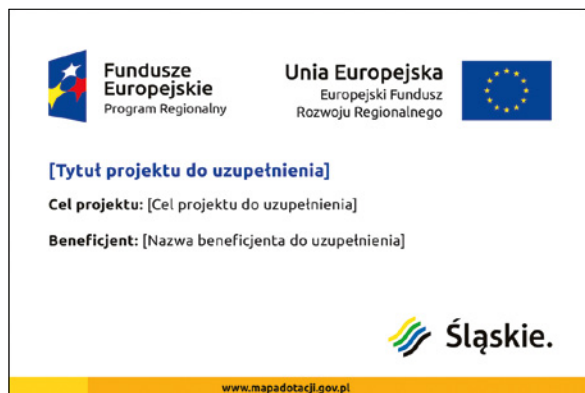 Fundusze
Europejskie
Program Regionalny
Unia Europejska
Europejski Fundusz
Rozwoju Regionalnego
[Tytuł projektu do uzupełnienia]
Cel projektu: [Cel projektu do uzupełnienia]
Beneficjent: [Nazwa beneficjenta do uzupełnienia]
Śląskie.
www.mapadotacji.gov.pl